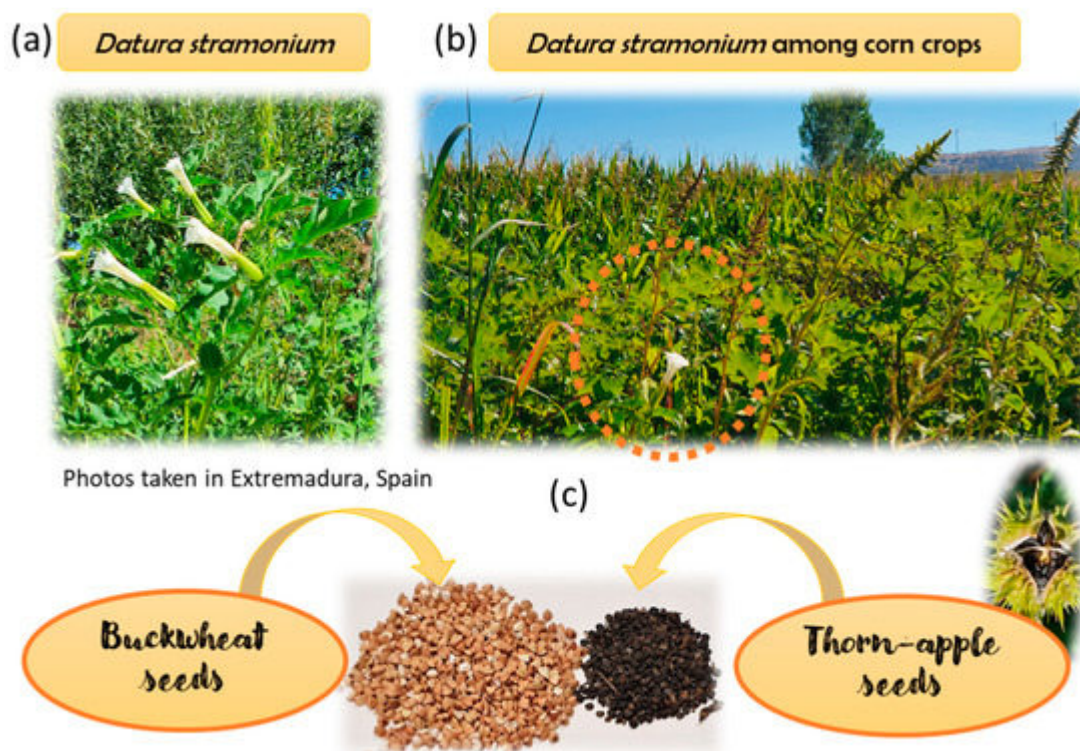 (a)
Datura stramonium
(b)
Datura stramonium among corn crops
Photos taken in Extremadura, Spain
(c)
Buckwheat
seeds
Thorn-apple
seeds